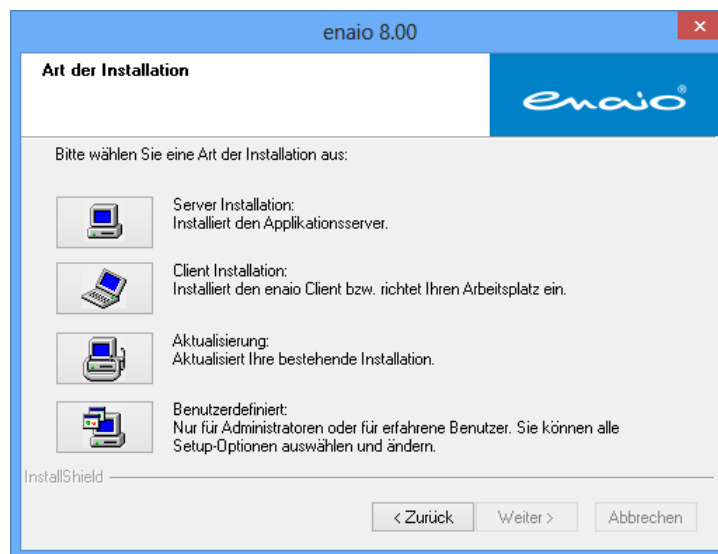 enaio 8.00
Art der Installation
enaio®
Bitte wählen Sie eine Art der Installation aus:
Server Installation:
Installiert den Applikationsserver.
Client Installation:
Installiert den enaio Client bzw. richtet Ihren Arbeitsplatz ein.
Aktualisierung:
Aktualisiert Ihre bestehende Installation.
Benutzerdefiniert:
Nur für Administratoren oder für erfahrene Benutzer. Sie können alle
Setup-Optionen auswählen und ändern.
InstallShield
< Zurück Weiter > Abbrechen